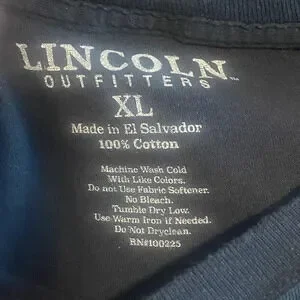 LINCOLN™
OUTFITTERS
XL
Made in El Salvador
100% Cotton
Machine Wash Cold
With Like Colors.
Do not Use Fabric Softener.
No Bleach.
Tumble Dry Low.
Use Warm Iron if Needed.
Do Not Dryclean.
RN#100225